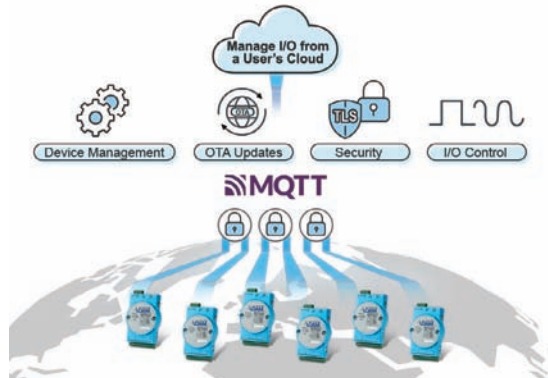 Manage I/O from
a User's Cloud
OTA
TLS
Device Management
OTA Updates
Security
I/O Control
MQTT